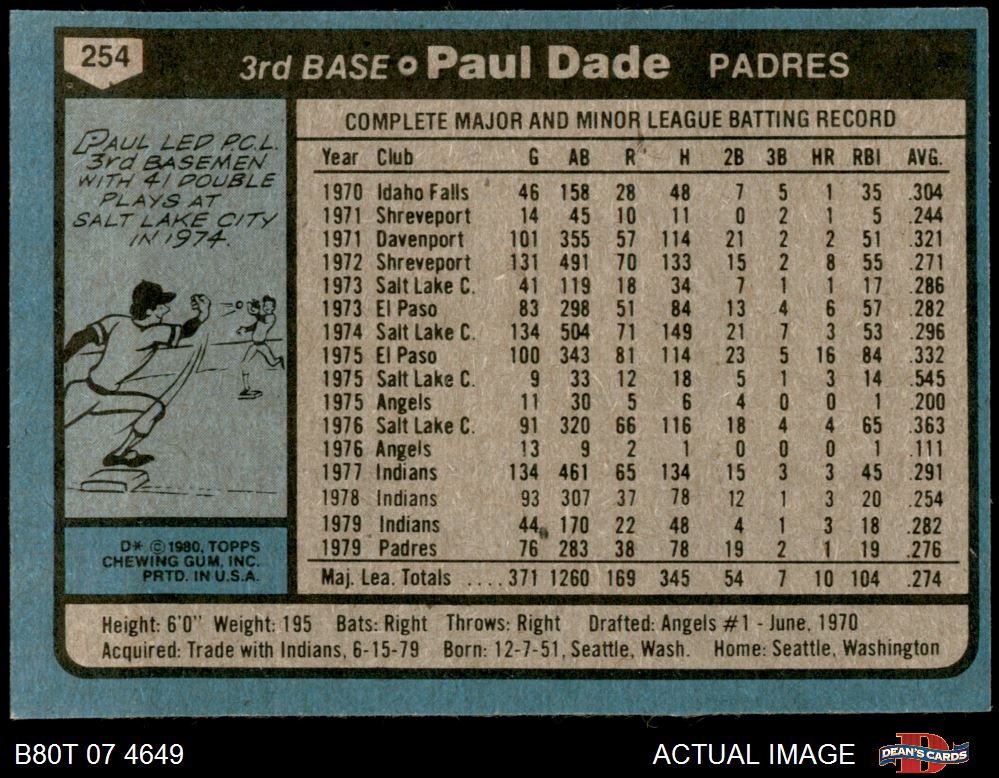 254
3rd BASE Paul Dade PADRES
PAUL LED P.C.L.
3rd BASEMEN
WITH 41 DOUBLE
PLAYS AT
SALT LAKE CITY
IN 1974.
D* © 1980, TOPPS
CHEWING GUM, INC.
PRTD. IN U.S.A.
COMPLETE MAJOR AND MINOR LEAGUE BATTING RECORD
Year Club G AB R H 2B 3B HR RBI AVG.
1970 Idaho Falls 46 158 28 48 7 5 1 35 .304
1971 Shreveport 14 45 10 11 0 2 1 5 .244
1971 Davenport 101 355 57 114 21 2 2 51 .321
1972 Shreveport 131 491 70 133 15 2 8 55 .271
1973 Salt Lake C. 41 119 18 34 7 1 1 17 .286
1973 El Paso 83 298 51 84 13 4 6 57 .282
1974 Salt Lake C. 134 504 71 149 21 7 3 53 .296
1975 El Paso 100 343 81 114 23 5 16 84 .332
1975 Salt Lake C. 9 33 12 18 5 1 3 14 .545
1975 Angels 11 30 5 6 4 0 0 1 .200
1976 Salt Lake C. 91 320 66 116 18 4 4 65 .363
1976 Angels 13 9 2 1 0 0 0 1 .111
1977 Indians 134 461 65 134 15 3 3 45 .291
1978 Indians 93 307 37 78 12 1 3 20 .254
1979 Indians 44 170 22 48 4 1 3 18 .282
1979 Padres 76 283 38 78 19 2 1 19 .276
Maj. Lea. Totals ....371 1260 169 345 54 7 10 104 .274
Height: 6'0" Weight: 195 Bats: Right Throws: Right Drafted: Angels #1 - June, 1970
Acquired: Trade with Indians, 6-15-79 Born: 12-7-51, Seattle, Wash. Home: Seattle, Washington
B80T 07 4649 ACTUAL IMAGE DEAN'S CARDS